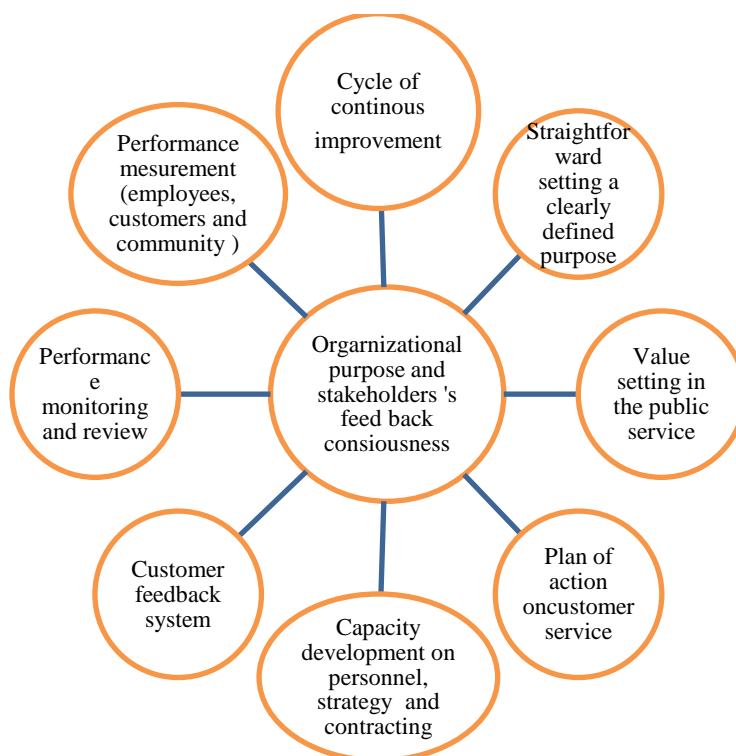 Cycle of
continous
improvement
Straightfor
ward
setting a
clearly
defined
purpose
Value
setting in
the public
service
Plan of
action
oncustomer
service
Capacity
development on
personnel,
strategy and
contracting
Customer
feedback
system
Performanc
e
monitoring
and review
Performance
mesurement
(employees,
customers and
community )
Orgarnizational
purpose and
stakeholders 's
feed back
consiousness